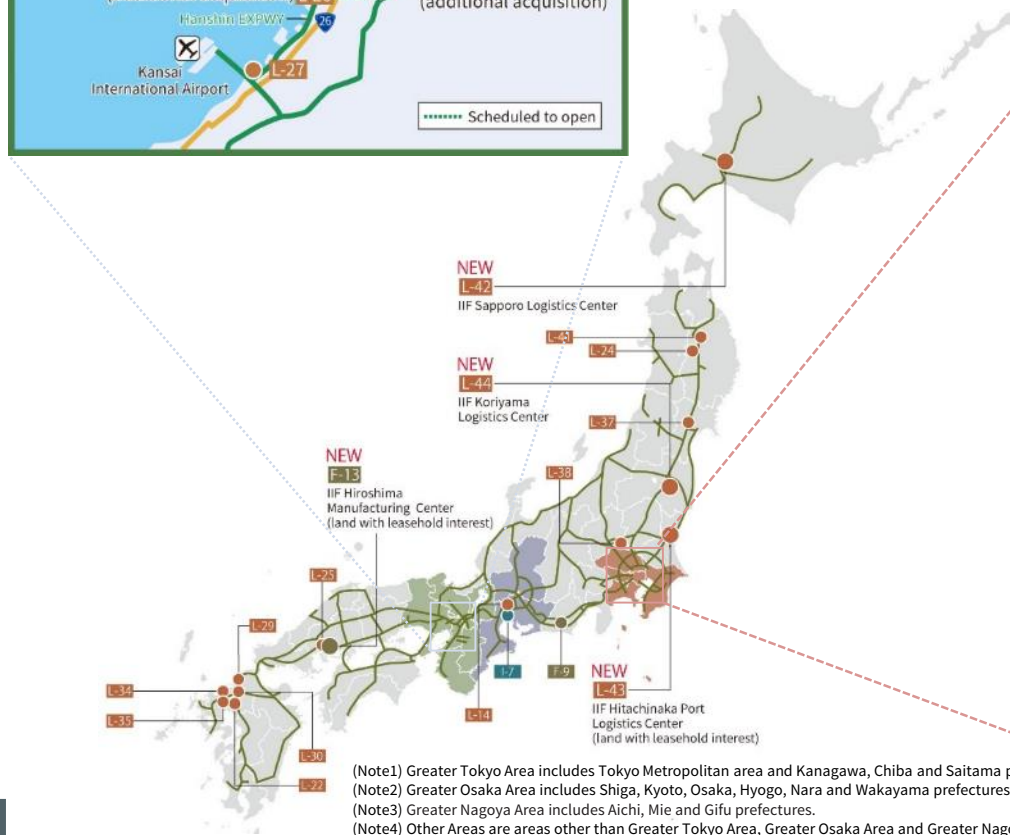 (additional acquisition)
Hanshin EXPWY
26
L-27
Kansai
International Airport
Scheduled to open
NEW
L-42
IIF Sapporo Logistics Center
L-41
L-24
NEW
L-44
IIF Koriyama
Logistics Center
L-37
NEW
F-13
IIF Hiroshima
Manufacturing Center
(land with leasehold interest)
L-38
L-25
L-29
L-34
L-35
L-30
L-22
L-14
I-7
F-9
NEW
L-43
IIF Hitachinaka Port
Logistics Center
(land with leasehold interest)
(Note1) Greater Tokyo Area includes Tokyo Metropolitan area and Kanagawa, Chiba and Saitama p
(Note2) Greater Osaka Area includes Shiga, Kyoto, Osaka, Hyogo, Nara and Wakayama prefectures
(Note3) Greater Nagoya Area includes Aichi, Mie and Gifu prefectures.
(Note4) Other Areas are areas other than Greater Tokyo Area, Greater Osaka Area and Greater Nago